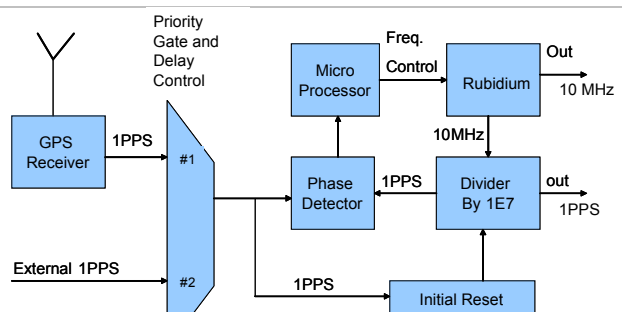 Priority
Gate and
Delay
Control
Freq.
Control
Micro
Processor
Rubidium
Out
10 MHz
10MHz
GPS
Receiver
1PPS
#1
Phase
Detector
1PPS
Divider
By 1E7
out
1PPS
External 1PPS
#2
1PPS
Initial Reset